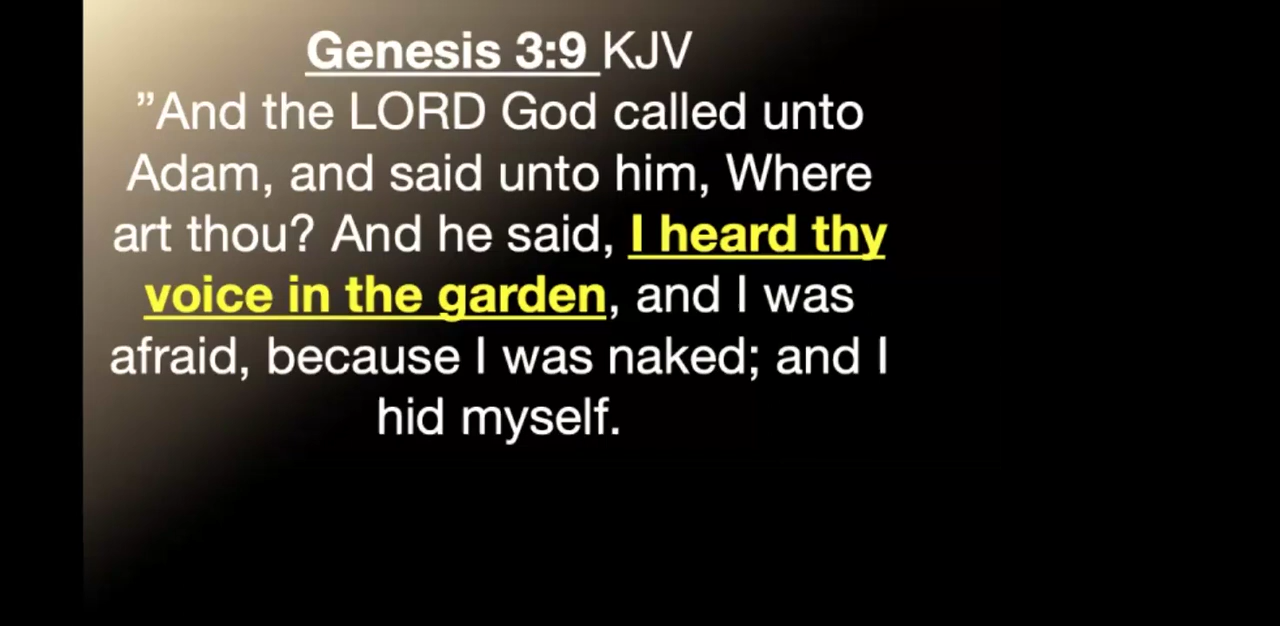 Genesis 3:9 KJV
”And the LORD God called unto
Adam, and said unto him, Where
art thou? And he said, I heard thy
voice in the garden, and I was
afraid, because I was naked; and I
hid myself.